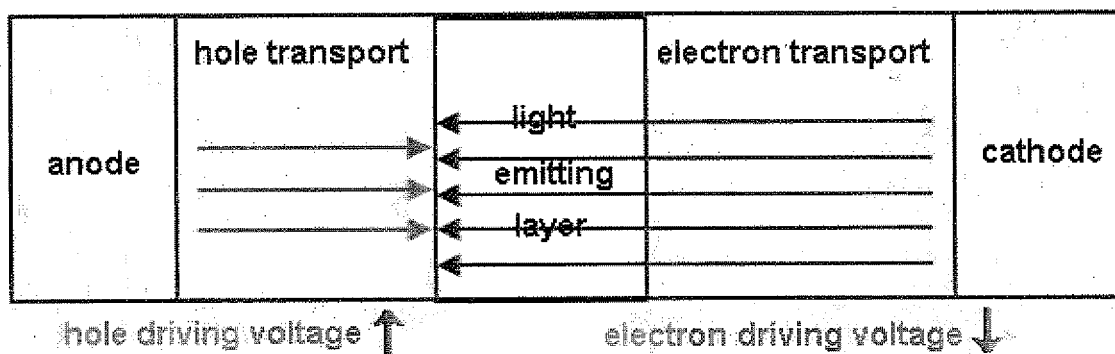 hole transport
electron transport
light
anode
emitting
cathode
layer
hole driving voltage ↑
electron driving voltage ↓